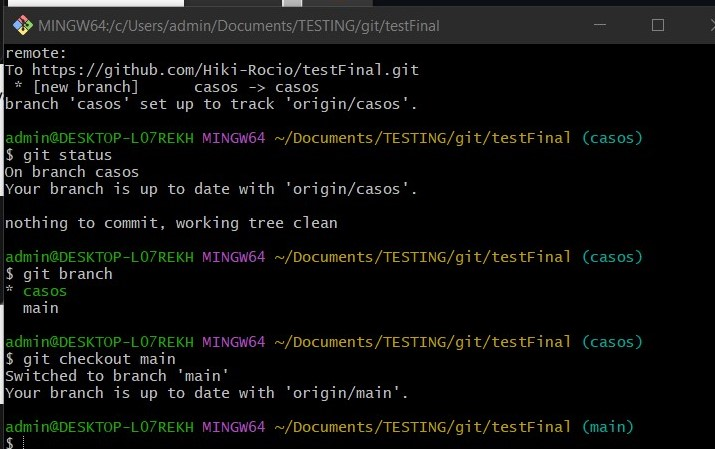 MINGW64:/c/Users/admin/Documents/TESTING/git/testFinal
remote:
To https://github.com/Hiki-Rocio/testFinal.git
 * [new branch]      casos -> casos
branch 'casos' set up to track 'origin/casos'.

admin@DESKTOP-L07REKH MINGW64 ~/Documents/TESTING/git/testFinal (casos)
$ git status
On branch casos
Your branch is up to date with 'origin/casos'.

nothing to commit, working tree clean

admin@DESKTOP-L07REKH MINGW64 ~/Documents/TESTING/git/testFinal (casos)
$ git branch
* casos
  main

admin@DESKTOP-L07REKH MINGW64 ~/Documents/TESTING/git/testFinal (casos)
$ git checkout main
Switched to branch 'main'
Your branch is up to date with 'origin/main'.

admin@DESKTOP-L07REKH MINGW64 ~/Documents/TESTING/git/testFinal (main)
$